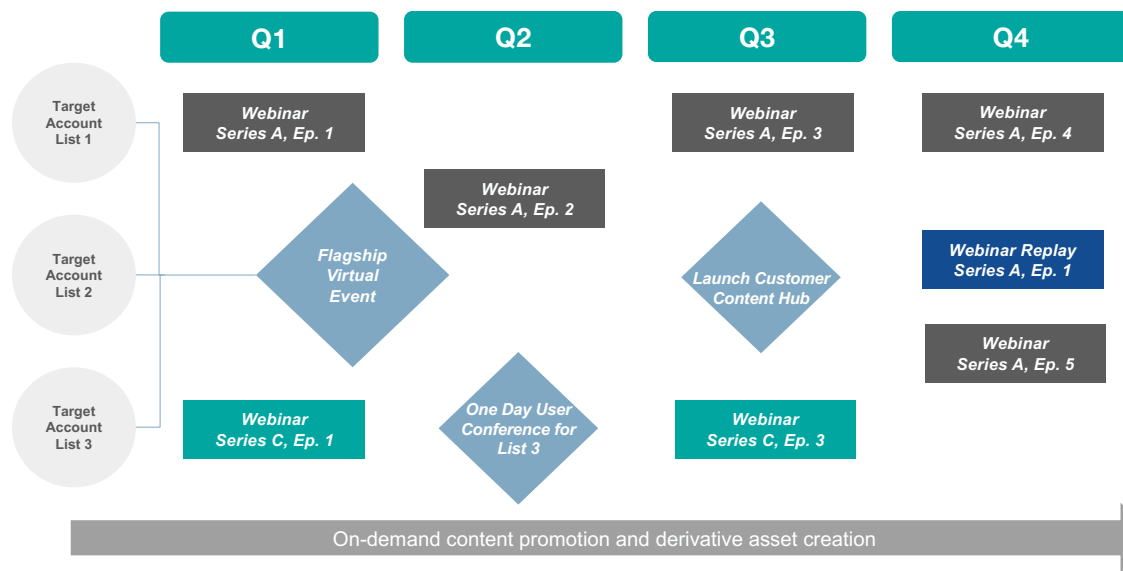 Q1
Q2
Q3
Q4
Target
Account
List 1
Webinar
Series A, Ep. 1
Webinar
Series A, Ep. 3
Webinar
Series A, Ep. 4
Webinar
Series A, Ep. 2
Target
Account
List 2
Flagship
Virtual
Event
Launch Customer
Content Hub
Webinar Replay
Series A, Ep. 1
Webinar
Series A, Ep. 5
Target
Account
List 3
Webinar
Series C, Ep. 1
One Day User
Conference for
List 3
Webinar
Series C, Ep. 3
On-demand content promotion and derivative asset creation